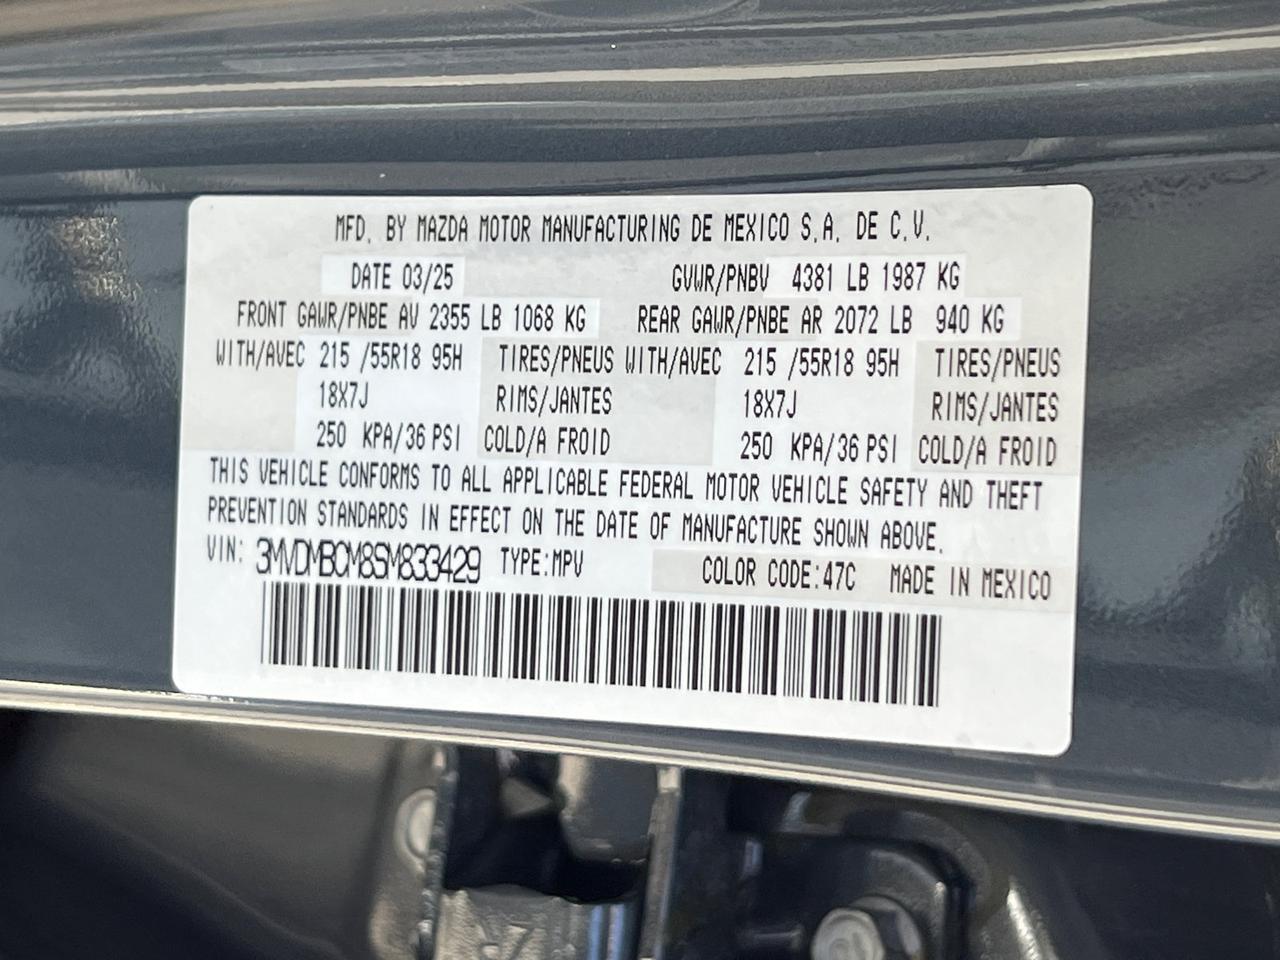 MFD. BY MAZDA MOTOR MANUFACTURING DE MEXICO S.A. DE C.V.
DATE 03/25 GVWR/PNBV 4381 LB 1987 KG
FRONT GAWR/PNBE AV 2355 LB 1068 KG REAR GAWR/PNBE AR 2072 LB 940 KG
WITH/AVEC 215 /55R18 95H TIRES/PNEUS WITH/AVEC 215 /55R18 95H TIRES/PNEUS
18X7J RIMS/JANTES 18X7J RIMS/JANTES
250 KPA/36 PSI COLD/A FROID 250 KPA/36 PSI COLD/A FROID
THIS VEHICLE CONFORMS TO ALL APPLICABLE FEDERAL MOTOR VEHICLE SAFETY AND THEFT
PREVENTION STANDARDS IN EFFECT ON THE DATE OF MANUFACTURE SHOWN ABOVE.
VIN: 3MVDMBCM8SM833429 TYPE:MPV COLOR CODE:47C MADE IN MEXICO